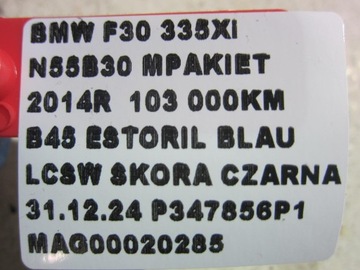 BMW F30 335Xi
N55B30 MPAKIET
2014R 103 000KM
B45 ESTORIL BLAU
LCSW SKORA CZARNA
31.12.24 P347856P1
MAG00020285